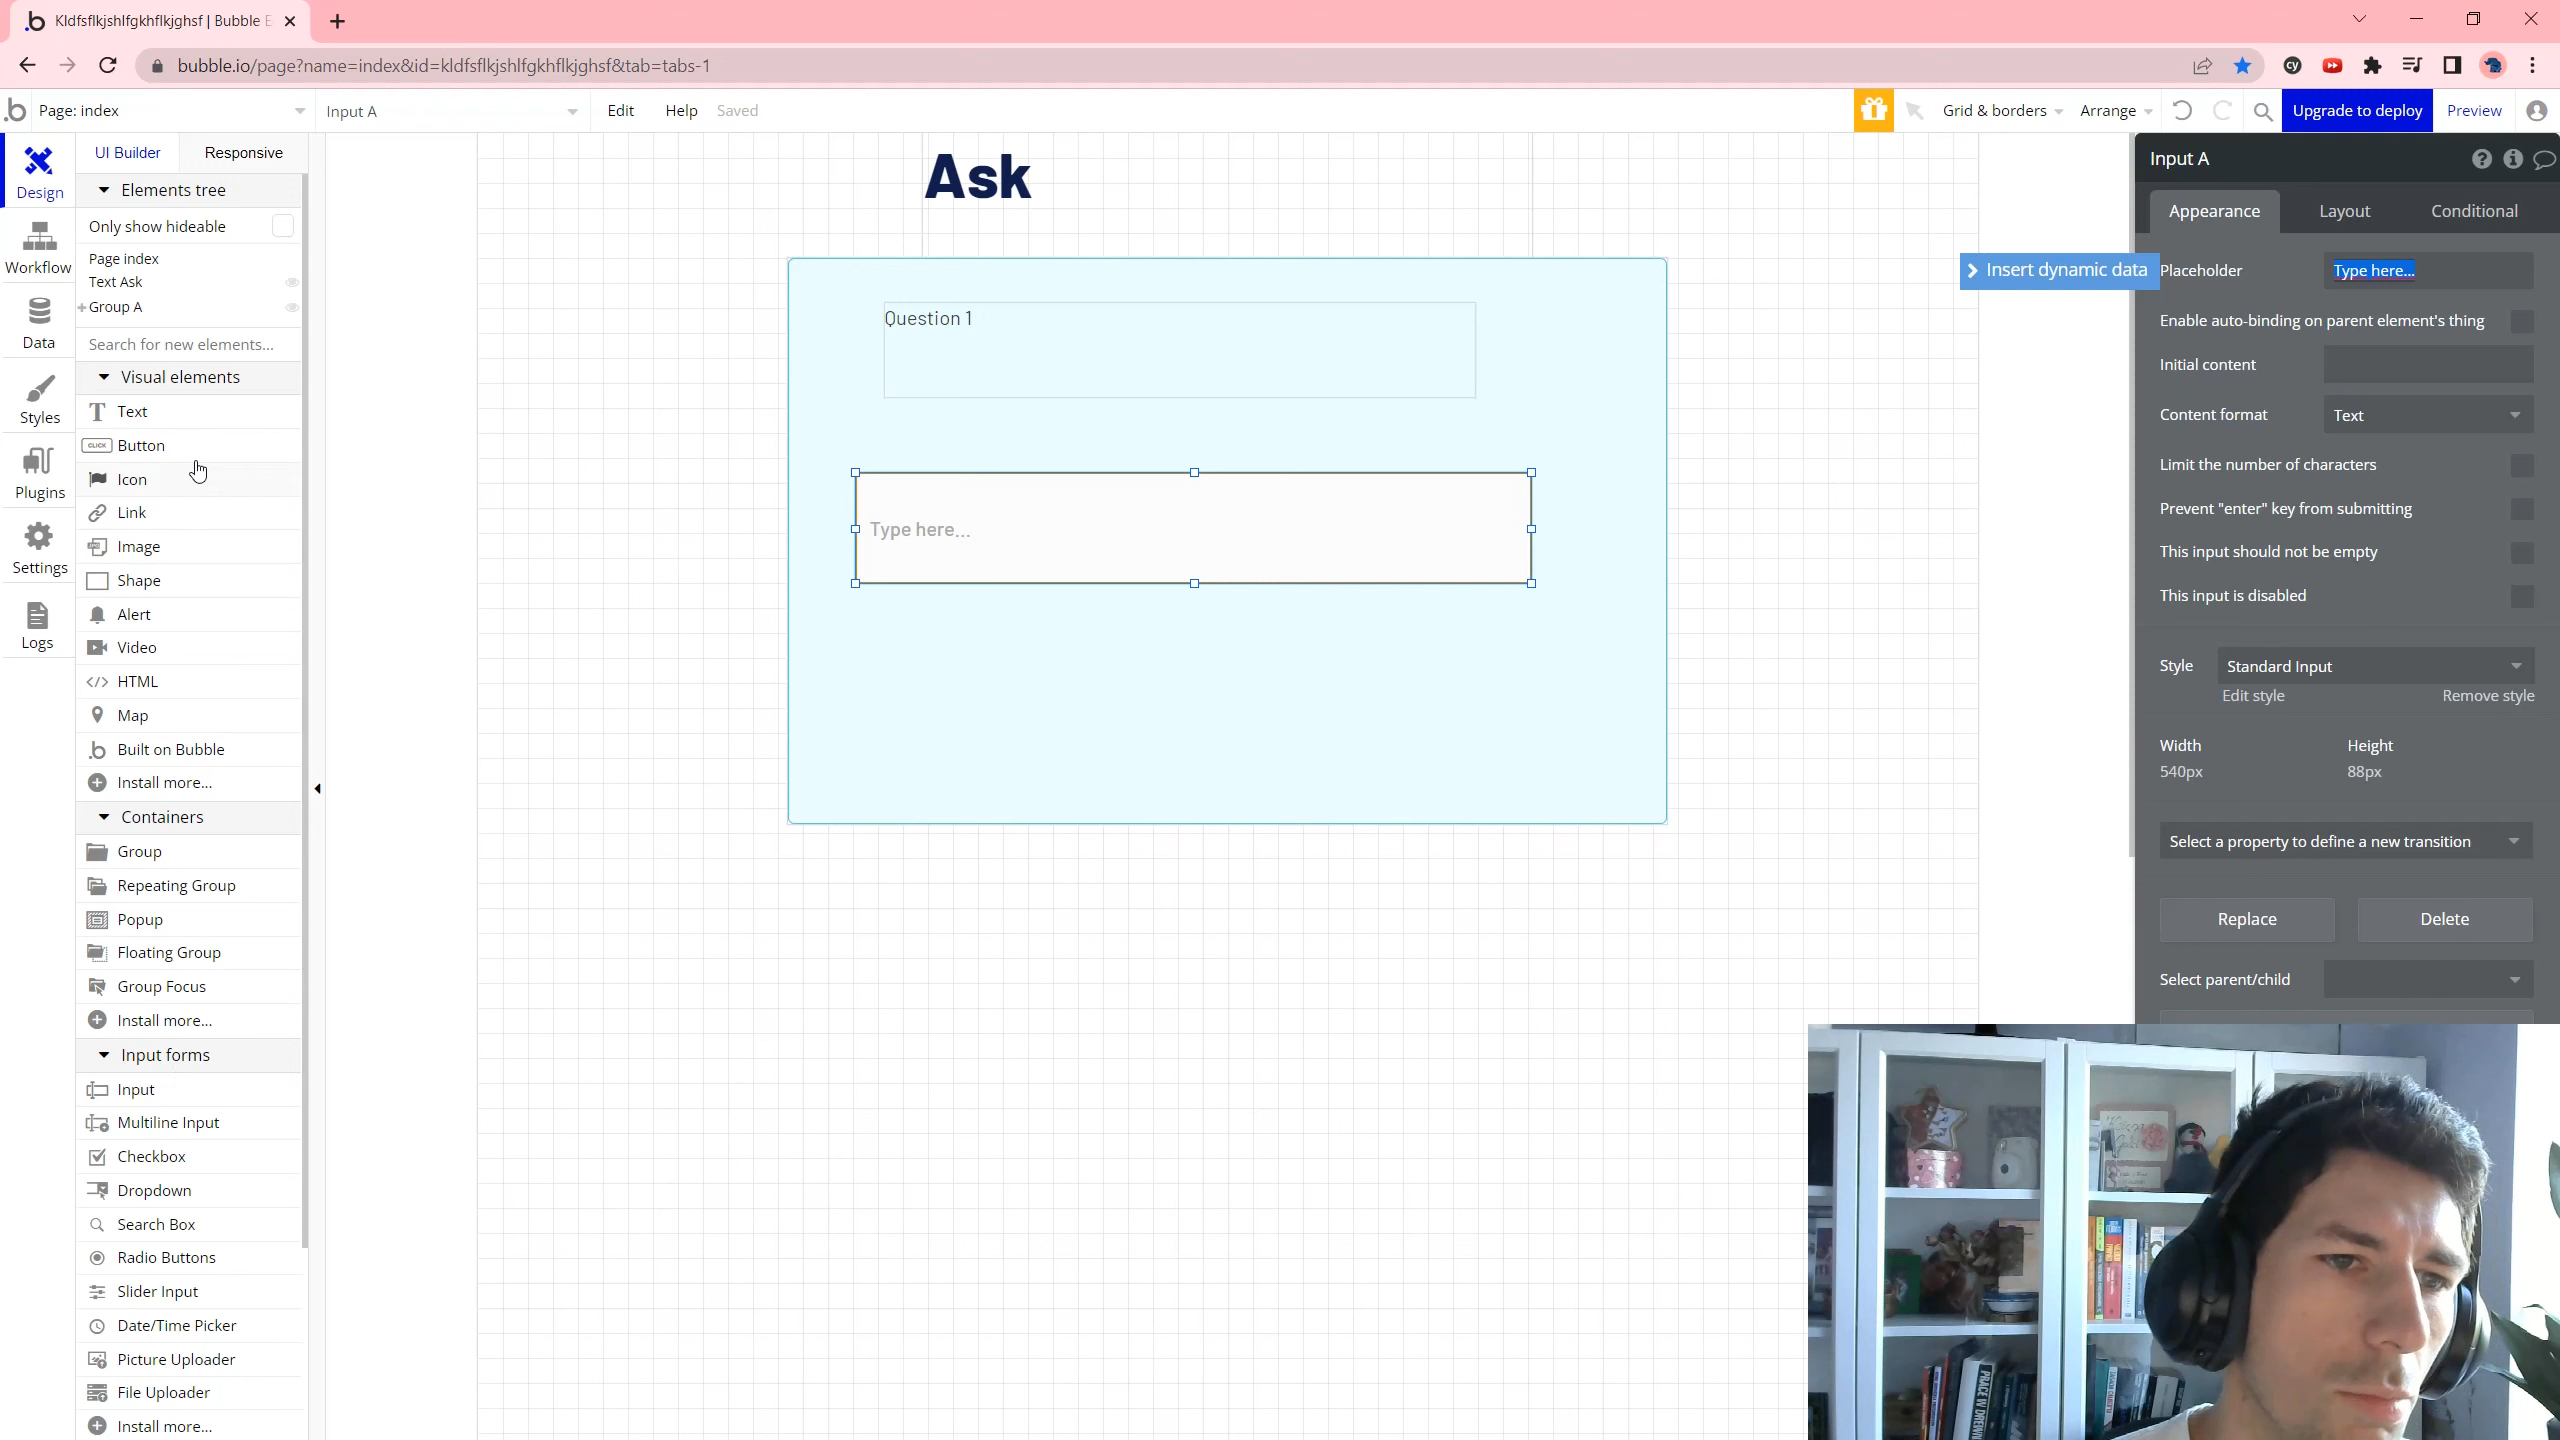 Kldfsflkjshlfgkhflkjghsf | Bubble E
bubble.io/page?name=index&id=kldfsflkjshlfgkhflkjghsf&tab=tabs-1
Page: index
Input A
Edit
Help
Saved
Grid & borders
Arrange
Upgrade to deploy
Preview
Design
Workflow
Data
Styles
Plugins
Settings
Logs
UI Builder
Responsive
Elements tree
Only show hideable
Page index
Text Ask
Group A
Search for new elements...
Visual elements
Text
CLICK
Button
Icon
Link
Image
Shape
Alert
Video
HTML
Map
Built on Bubble
Install more...
Containers
Group
Repeating Group
Popup
Floating Group
Group Focus
Install more...
Input forms
Input
Multiline Input
Checkbox
Dropdown
Search Box
Radio Buttons
Slider Input
Date/Time Picker
Picture Uploader
File Uploader
Install more...
Ask
Question 1
Type here...
Input A
Appearance
Layout
Conditional
Insert dynamic data
Placeholder
Type here...
Enable auto-binding on parent element's thing
Initial content
Content format
Text
Limit the number of characters
Prevent "enter" key from submitting
This input should not be empty
This input is disabled
Style
Standard Input
Edit style
Remove style
Width
Height
540px
88px
Select a property to define a new transition
Replace
Delete
Select parent/child